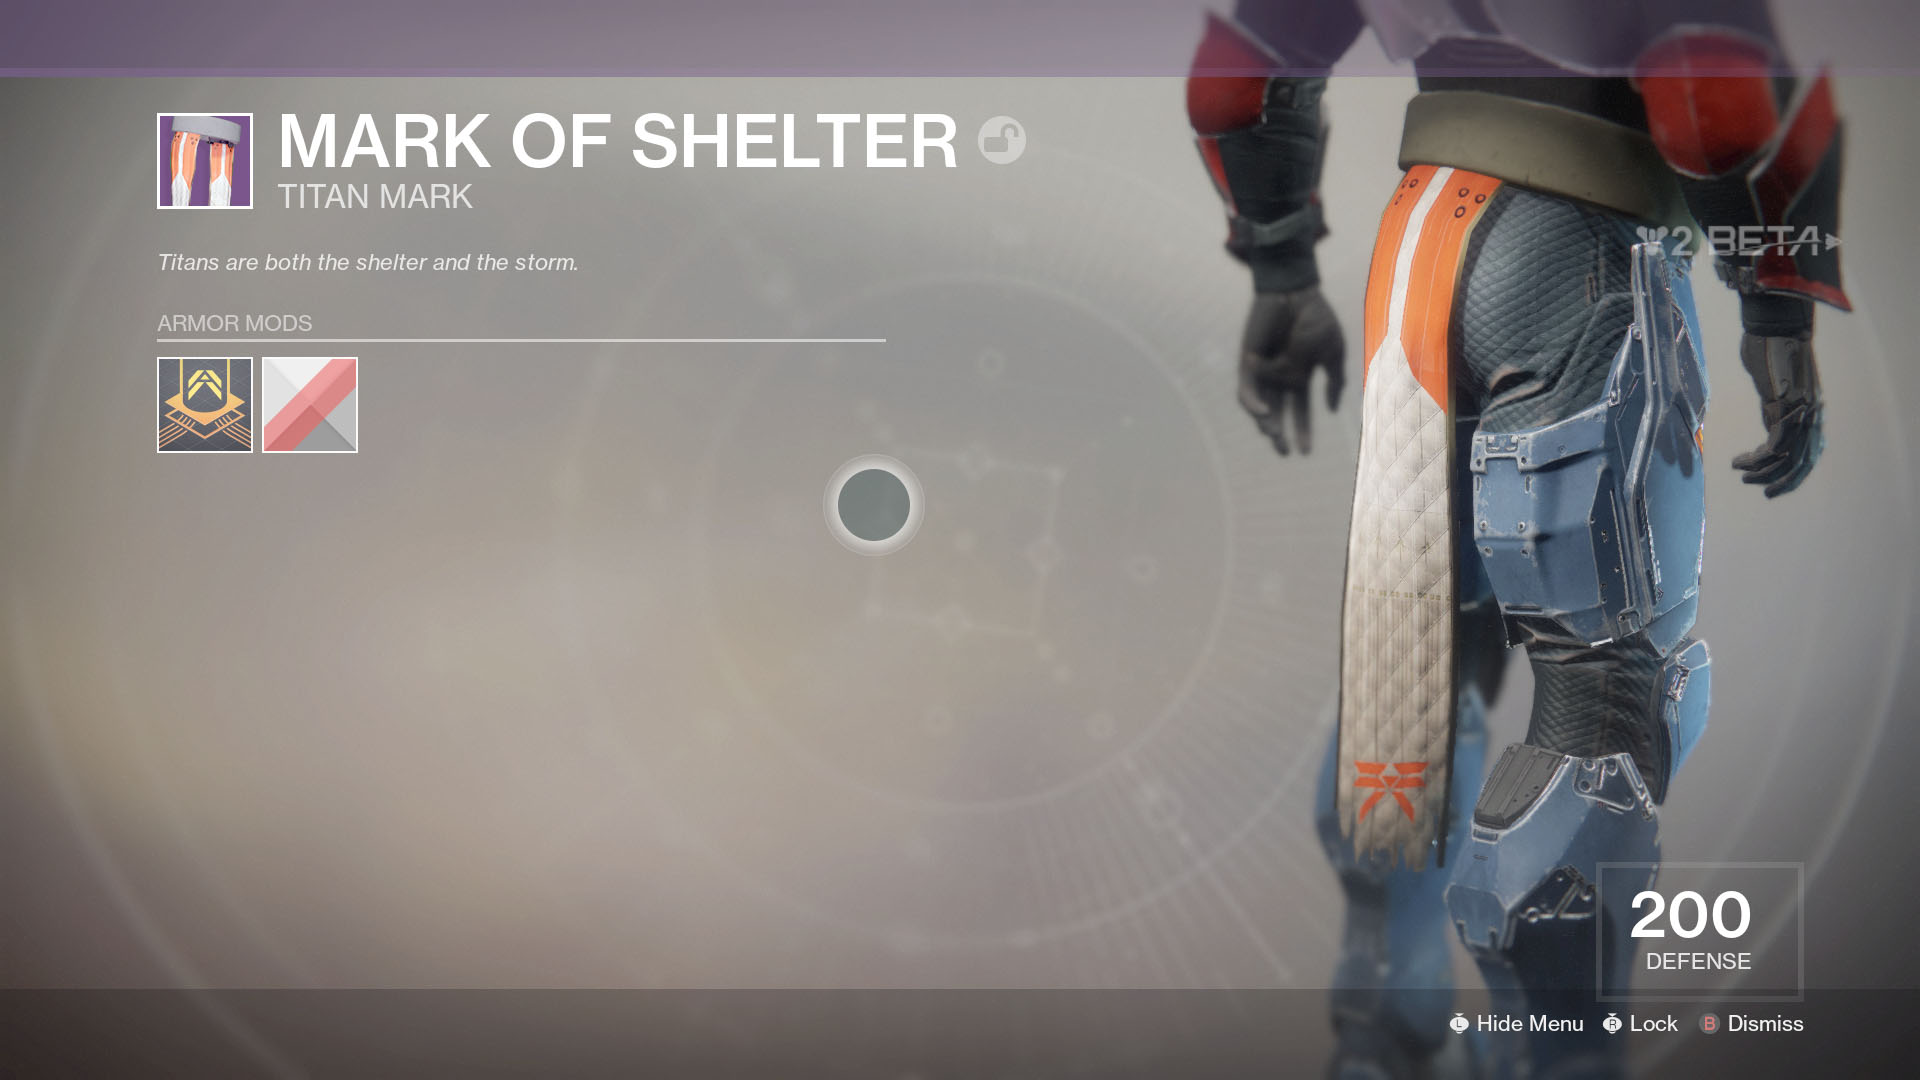 MARK OF SHELTER
TITAN MARK
Titans are both the shelter and the storm.
ARMOR MODS
2 BETA
200
DEFENSE
L Hide Menu R Lock B Dismiss